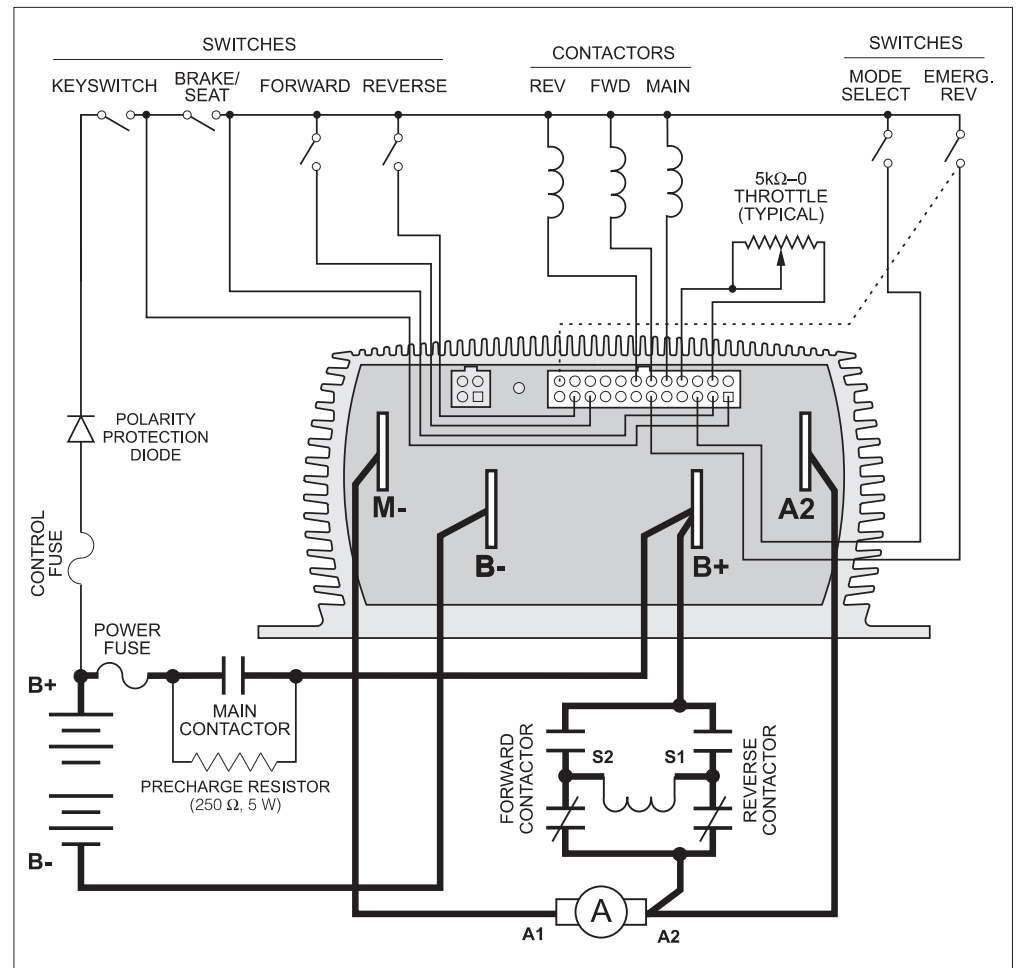 SWITCHES
KEYSWITCH
BRAKE/
SEAT
FORWARD
REVERSE
CONTACTORS
REV
FWD
MAIN
SWITCHES
MODE
SELECT
EMERG.
REV
5kΩ–0
THROTTLE
(TYPICAL)
POLARITY
PROTECTION
DIODE
CONTROL
FUSE
M-
B-
B+
A2
POWER
FUSE
B+
MAIN
CONTACTOR
PRECHARGE RESISTOR
(250 Ω, 5 W)
B-
FORWARD
CONTACTOR
S2
S1
REVERSE
CONTACTOR
A
A1
A2